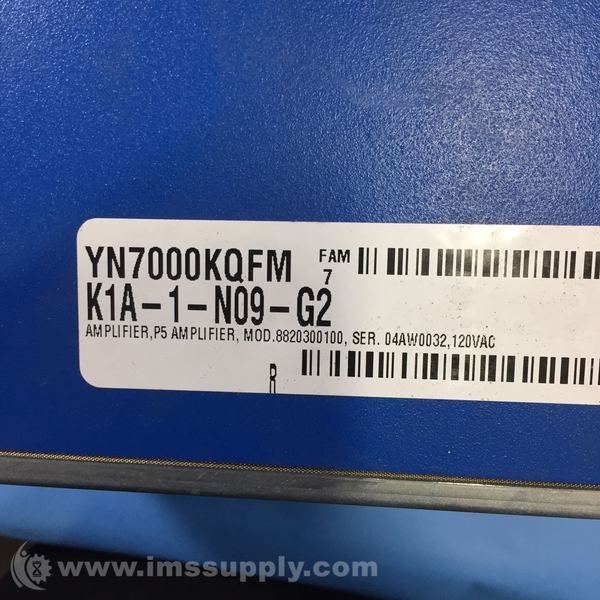 YN7000KQFM FAM
7
K1A-1-N09-G2
AMPLIFIER,P5 AMPLIFIER, MOD.8820300100, SER. 04AW0032,120VAC
R
www.imssupply.com